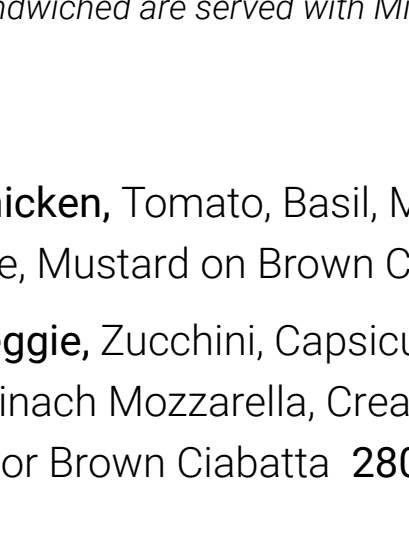 ndwiched are served with Mi
icken, Tomato, Basil, M
e, Mustard on Brown C
eggie, Zucchini, Capsicu
inach Mozzarella, Crea
or Brown Ciabatta 280